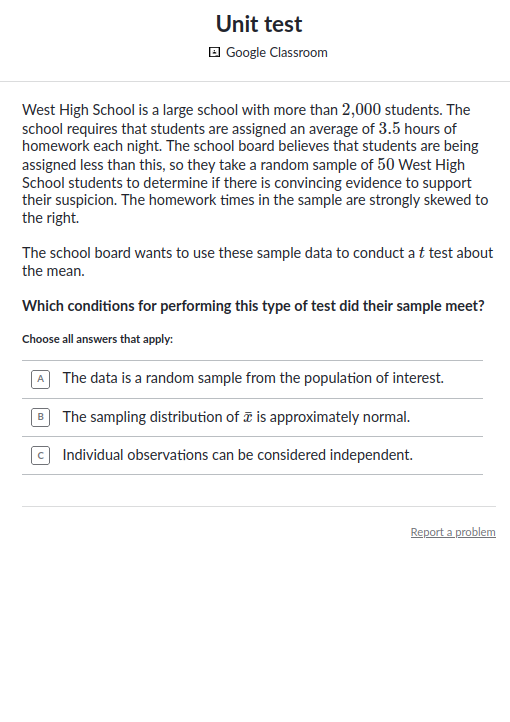 Unit test
Google Classroom
West High School is a large school with more than 2,000 students. The
school requires that students are assigned an average of 3.5 hours of
homework each night. The school board believes that students are being
assigned less than this, so they take a random sample of 50 West High
School students to determine if there is convincing evidence to support
their suspicion. The homework times in the sample are strongly skewed to
the right.
The school board wants to use these sample data to conduct a t test about
the mean.
Which conditions for performing this type of test did their sample meet?
Choose all answers that apply:
A The data is a random sample from the population of interest.
B The sampling distribution of x̄ is approximately normal.
C Individual observations can be considered independent.
Report a problem